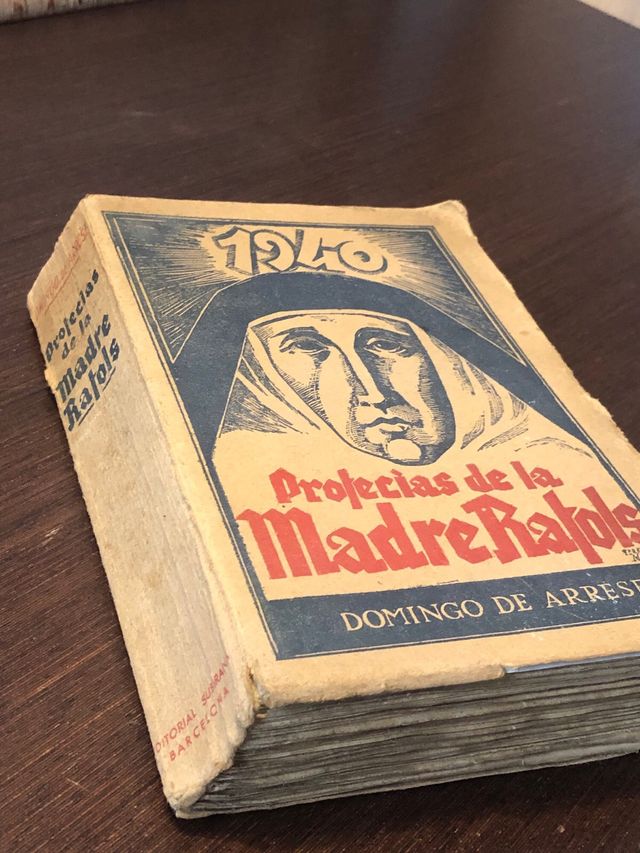 1940
Profecias de la
Madre Rafols
DOMINGO DE ARRESE
Profecias
de la
Madre
Rafols
EDITORIAL SUBIRANA
BARCELONA